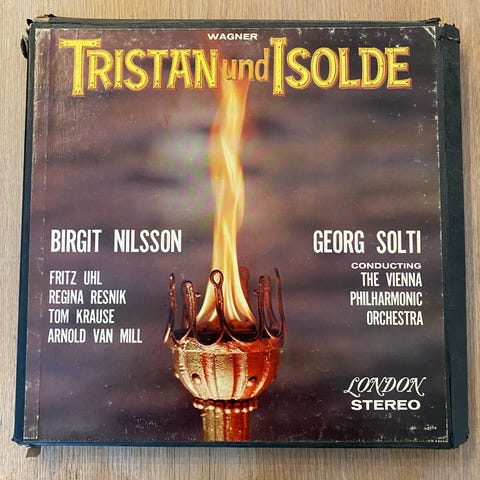 WAGNER
TRISTAN und ISOLDE
BIRGIT NILSSON
FRITZ UHL
REGINA RESNIK
TOM KRAUSE
ARNOLD VAN MILL
GEORG SOLTI
CONDUCTING
THE VIENNA
PHILHARMONIC
ORCHESTRA
LONDON
STEREO